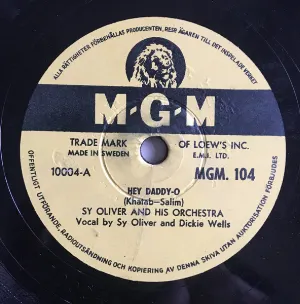 ALLA RÄTTIGHETER FÖRBEHÅLLAS PRODUCENTEN, RESP. ÄGAREN TILL DET INSPELADE VERKET
M-G-M
TRADE MARK OF LOEW'S INC.
MADE IN SWEDEN E.M.I. LTD.
10004-A MGM. 104
HEY DADDY-O
(Khatab-Salim)
SY OLIVER AND HIS ORCHESTRA
Vocal by Sy Oliver and Dickie Wells
OFFENTLIGT UTFÖRANDE, RADIOUTSÄNDNING OCH KOPIERING AV DENNA SKIVA UTAN AUKTORISATION FÖRBJUDES